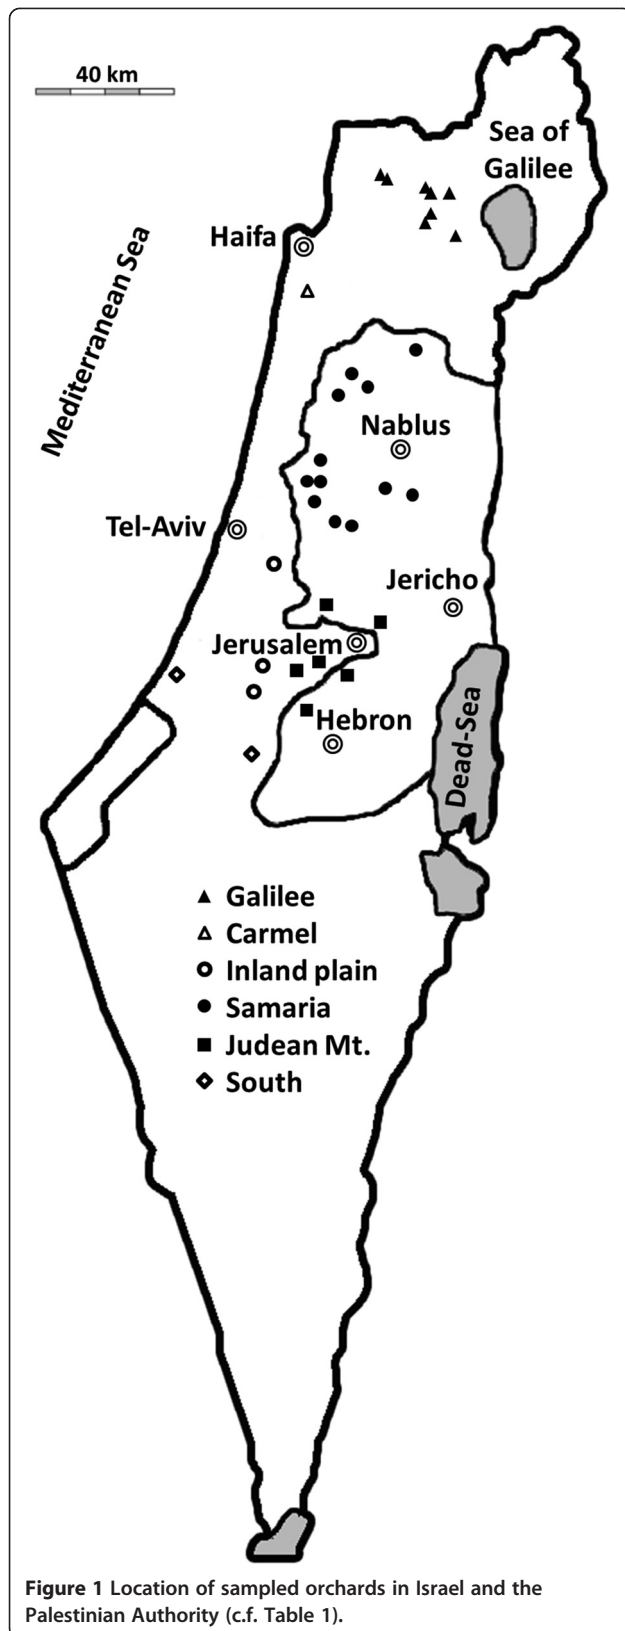 40 km
Sea of
Galilee
Haifa
Mediterranean Sea
Nablus
Tel-Aviv
Jericho
Jerusalem
Hebron
Dead-Sea
Galilee
Carmel
Inland plain
Samaria
Judean Mt.
South
Figure 1 Location of sampled orchards in Israel and the
Palestinian Authority (c.f. Table 1).